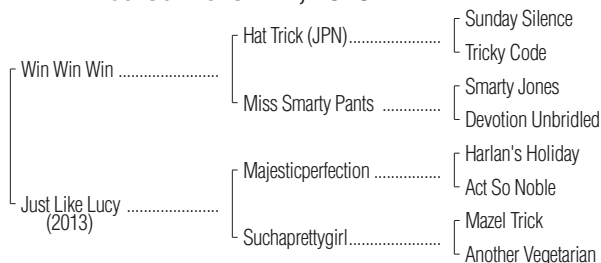 Sunday Silence
Hat Trick (JPN)
Tricky Code
Win Win Win
Smarty Jones
Miss Smarty Pants
Devotion Unbridled
Harlan's Holiday
Majesticperfection
Act So Noble
Just Like Lucy
(2013)
Mazel Trick
Suchaprettygirl
Another Vegetarian